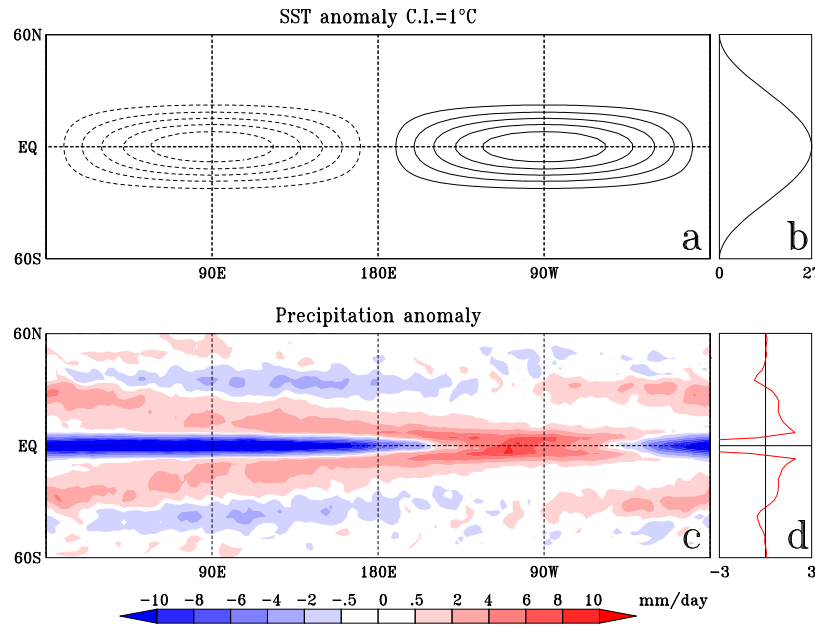 SST anomaly C.I.=1°C
60N
EQ
60S
90E 180E 90W
a
b
0 27
Precipitation anomaly
60N
EQ
60S
90E 180E 90W
c
d
-3 3
-10 -8 -6 -4 -2 -.5 0 .5 2 4 6 8 10 mm/day